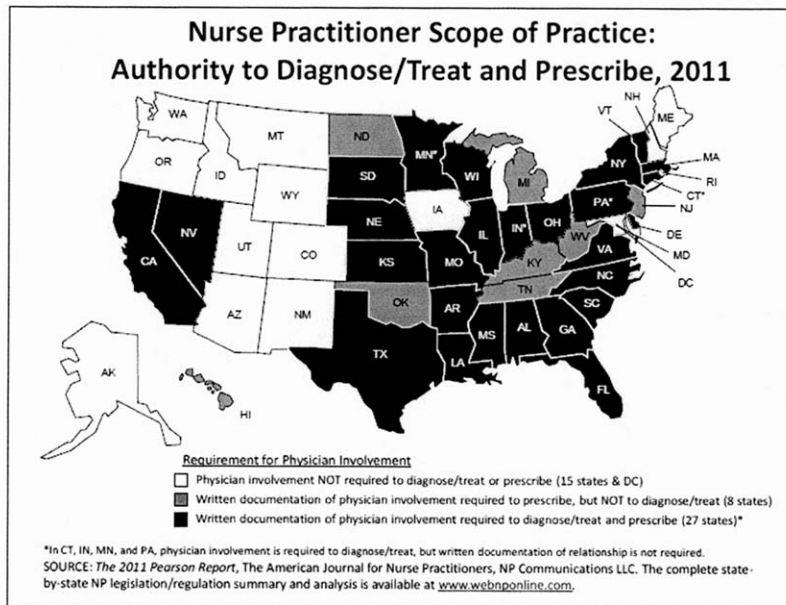 Nurse Practitioner Scope of Practice:
Authority to Diagnose/Treat and Prescribe, 2011
WA
MT
ND
MN*
VT
NH
ME
OR
ID
SD
WI
MI
NY
MA
RI
CT*
WY
IA
PA*
NJ
NV
NE
IL
IN*
OH
DE
UT
CO
WV
MD
CA
KS
MO
KY
VA
DC
NC
AZ
NM
OK
AR
TN
SC
TX
LA
MS
AL
GA
AK
FL
HI
Requirement for Physician Involvement
Physician involvement NOT required to diagnose/treat or prescribe (15 states & DC)
Written documentation of physician involvement required to prescribe, but NOT to diagnose/treat (8 states)
Written documentation of physician involvement required to diagnose/treat and prescribe (27 states)*
*In CT, IN, MN, and PA, physician involvement is required to diagnose/treat, but written documentation of relationship is not required.
SOURCE: The 2011 Pearson Report, The American Journal for Nurse Practitioners, NP Communications LLC. The complete state-
by-state NP legislation/regulation summary and analysis is available at www.webnponline.com.